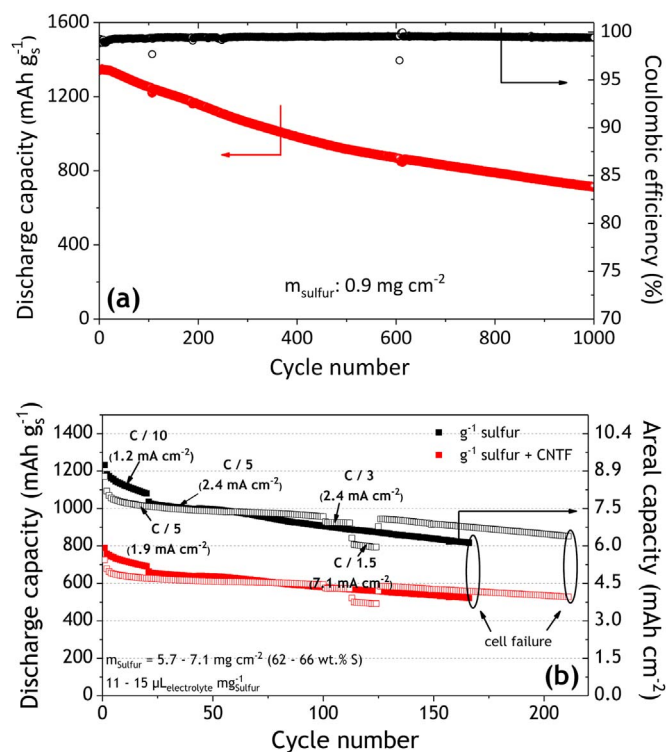 1600
1200
800
400
0
Discharge capacity (mAh gₛ⁻¹)
100
95
90
85
80
75
70
Coulombic efficiency (%)
m_sulfur: 0.9 mg cm⁻²
(a)
0 200 400 600 800 1000
Cycle number
1400
1200
1000
800
600
400
200
0
Discharge capacity (mAh gₛ⁻¹)
10.4
8.9
7.5
6.0
4.5
3.0
1.5
0.0
Areal capacity (mAh cm⁻²)
g⁻¹ sulfur
g⁻¹ sulfur + CNTF
C / 10
(1.2 mA cm⁻²)
C / 5
(2.4 mA cm⁻²)
C / 3
(2.4 mA cm⁻²)
C / 5
(1.9 mA cm⁻²)
C / 1.5
(7.1 mA cm⁻²)
cell failure
m_Sulfur = 5.7 - 7.1 mg cm⁻² (62 - 66 wt.% S)
11 - 15 µL_electrolyte mg⁻¹_Sulfur
(b)
0 50 100 150 200
Cycle number